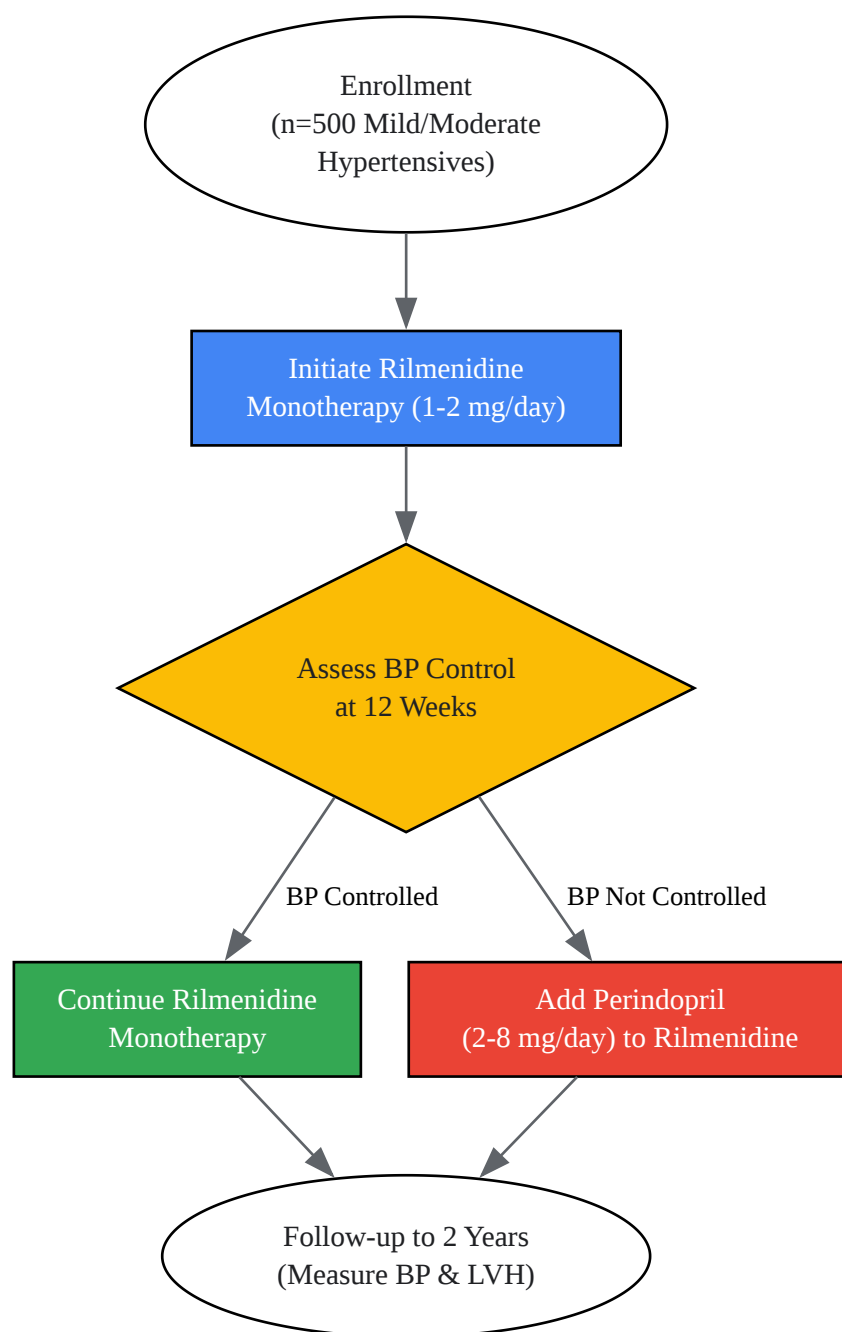 Enrollment
(n=500 Mild/Moderate
Hypertensives)
Initiate Rilmenidine
Monotherapy (1-2 mg/day)
Assess BP Control
at 12 Weeks
BP Controlled
BP Not Controlled
Continue Rilmenidine
Monotherapy
Add Perindopril
(2-8 mg/day) to Rilmenidine
Follow-up to 2 Years
(Measure BP & LVH)